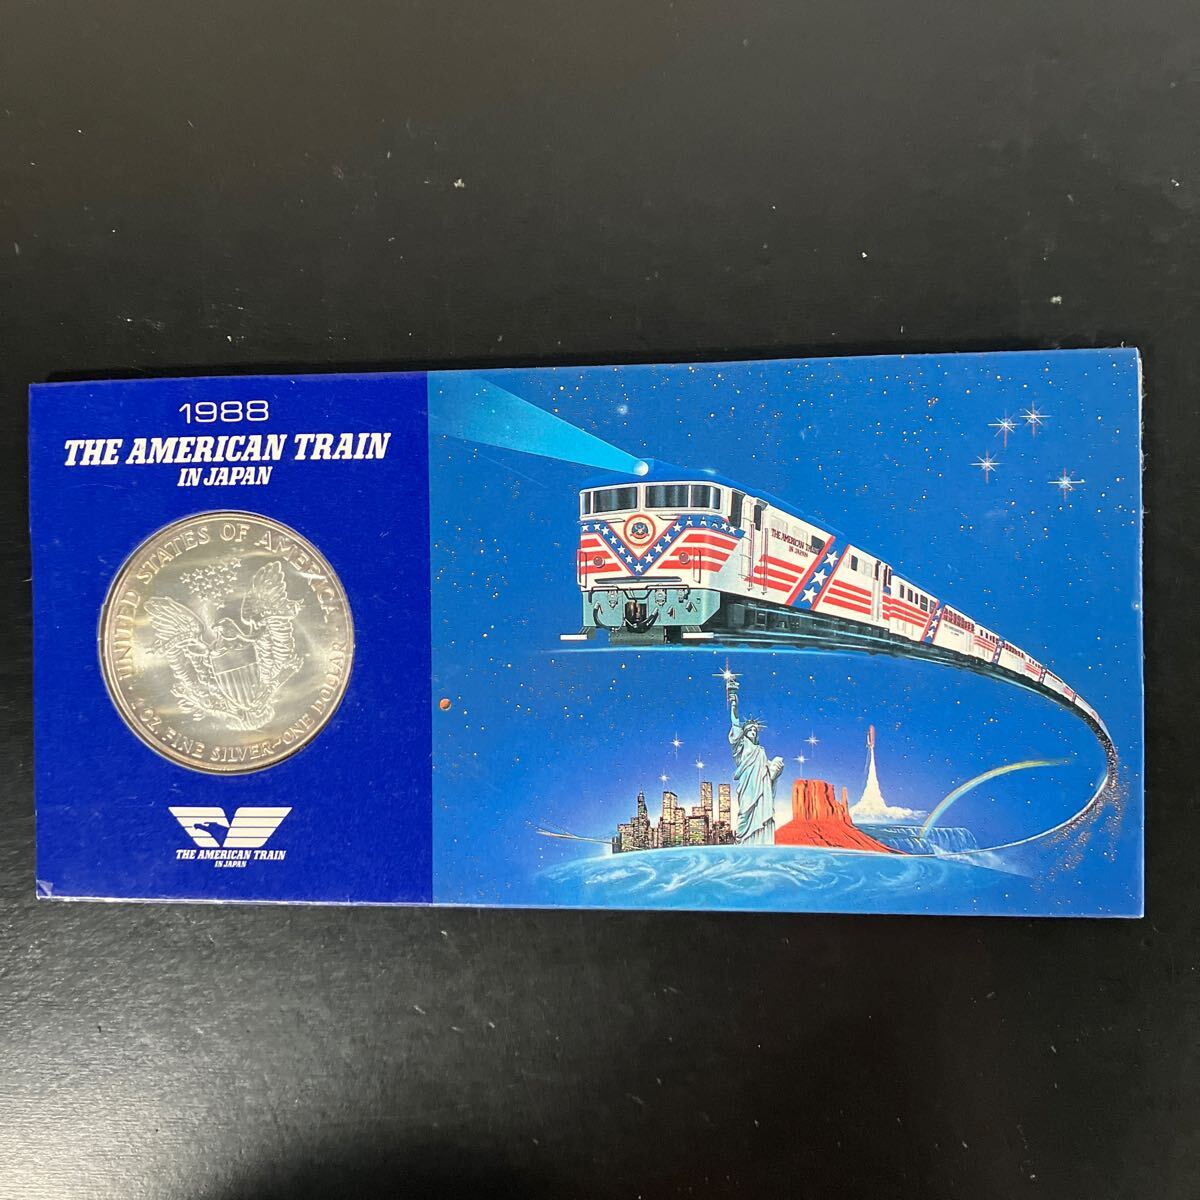 1988
THE AMERICAN TRAIN
IN JAPAN
UNITED STATES OF AMERICA
1 OZ. FINE SILVER~ONE DOLLAR
THE AMERICAN TRAIN
IN JAPAN
THE AMERICAN TRAIN
IN JAPAN